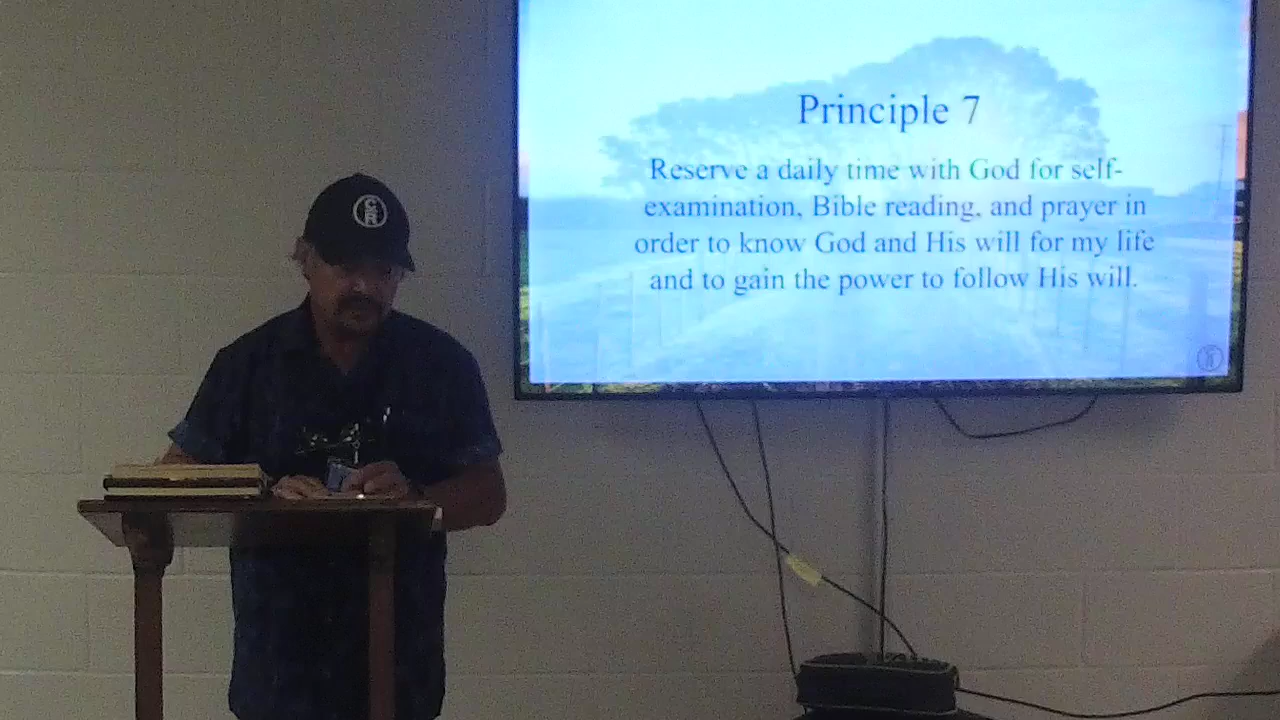 CR
Principle 7
Reserve a daily time with God for self-
examination, Bible reading, and prayer in
order to know God and His will for my life
and to gain the power to follow His will.